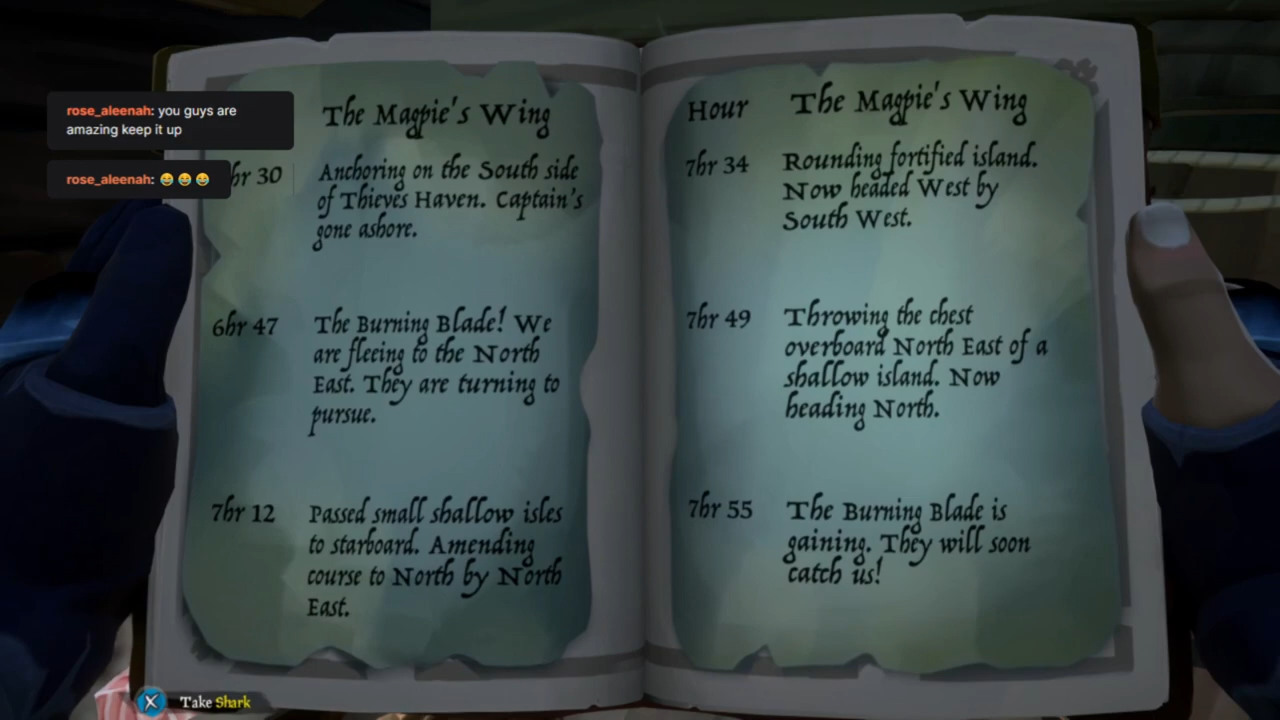 rose_aleenah: you guys are
amazing keep it up
rose_aleenah: 😂 😂 😂
The Magpie's Wing
hr 30
Anchoring on the South side
of Thieves Haven. Captain's
gone ashore.
6hr 47
The Burning Blade! We
are fleeing to the North
East. They are turning to
pursue.
7hr 12
Passed small shallow isles
to starboard. Amending
course to North by North
East.
Hour
The Magpie's Wing
7hr 34
Rounding fortified island.
Now headed West by
South West.
7hr 49
Throwing the chest
overboard North East of a
shallow island. Now
heading North.
7hr 55
The Burning Blade is
gaining. They will soon
catch us!
X
Take Shark